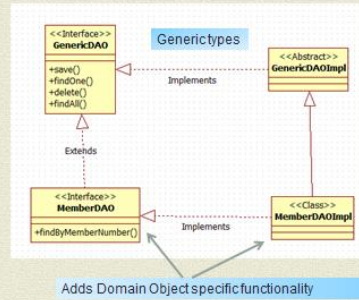 <<Interface>>
GenericDAO
+save()
+findOne()
+delete()
+findAll()
Generic types
<<Abstract>>
GenericDAOImpl
Implements
Extends
<<Interface>>
MemberDAO
+findByMemberNumber()
Implements
<<Class>>
MemberDAOImpl
Adds Domain Object specific functionality